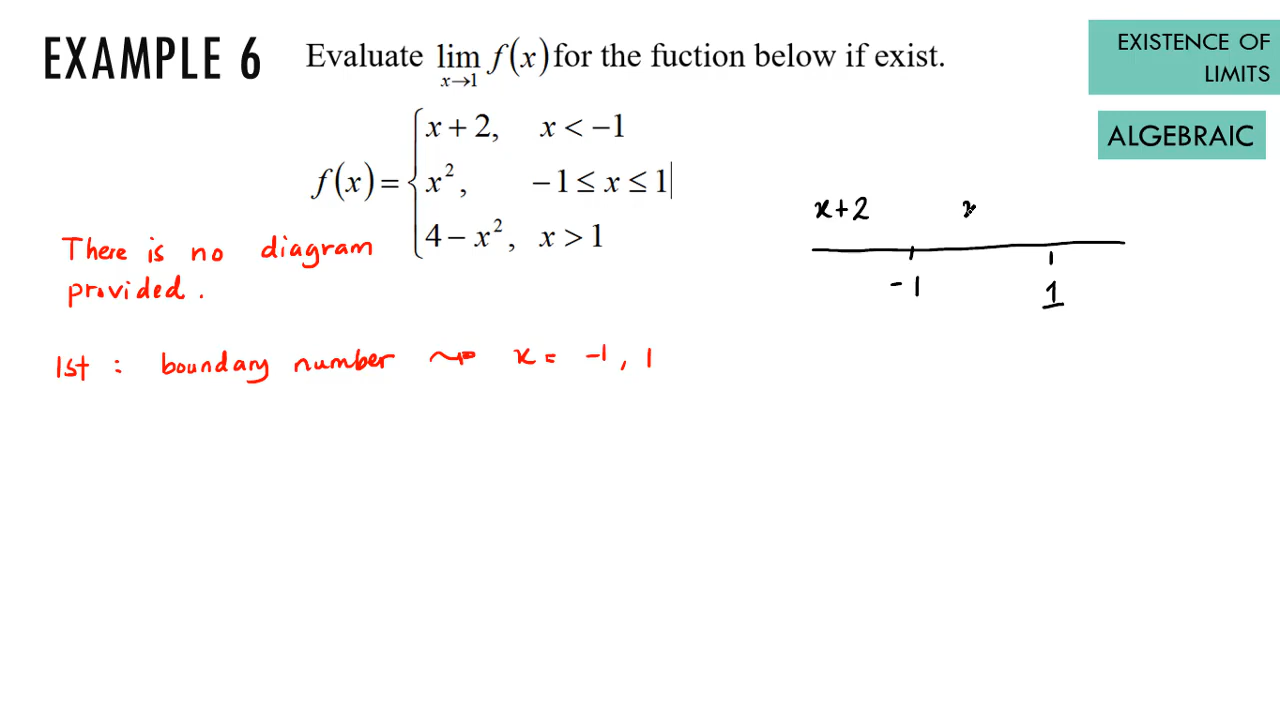 EXAMPLE 6
Evaluate lim x→1 f(x) for the fuction below if exist.
EXISTENCE OF
LIMITS
ALGEBRAIC
f(x) = { x + 2, x < −1
x², −1 ≤ x ≤ 1
4 − x², x > 1
x+2 x
-1 1
There is no diagram
provided.
1st : boundary number ⇝ x = -1, 1